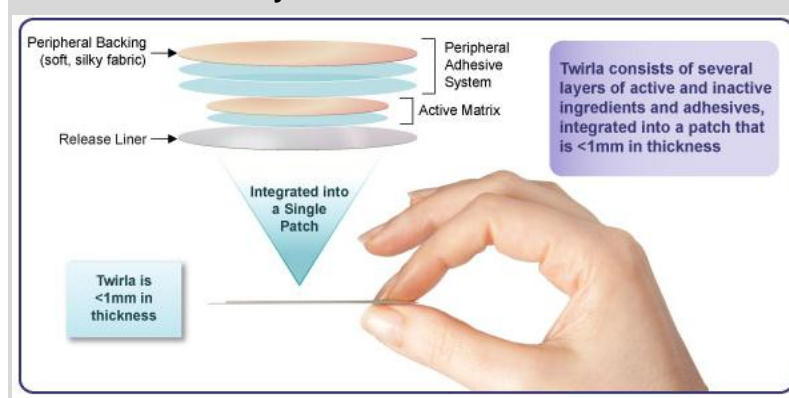 Peripheral Backing
(soft, silky fabric)
Peripheral
Adhesive
System
Active Matrix
Release Liner
Twirla consists of several
layers of active and inactive
ingredients and adhesives,
integrated into a patch that
is <1mm in thickness
Integrated into
a Single
Patch
Twirla is
<1mm in
thickness